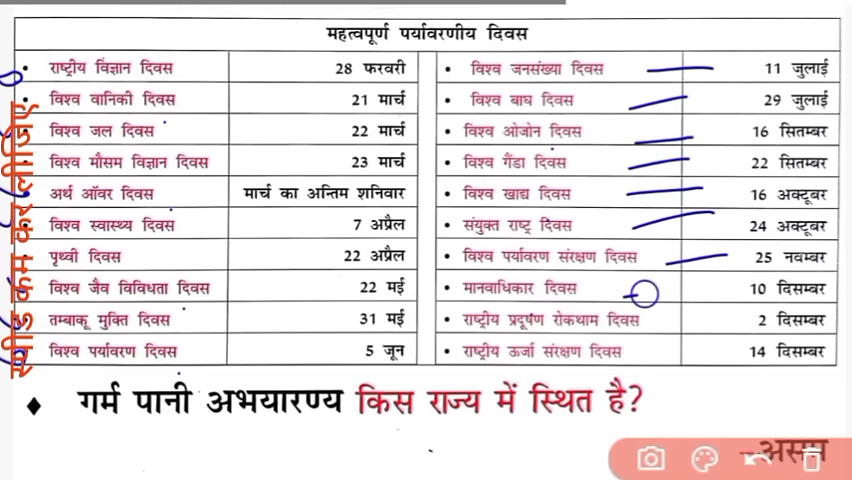 महत्वपूर्ण पर्यावरणीय दिवस
• राष्ट्रीय विज्ञान दिवस 28 फरवरी • विश्व जनसंख्या दिवस 11 जुलाई
• विश्व वानिकी दिवस 21 मार्च • विश्व बाघ दिवस 29 जुलाई
• विश्व जल दिवस 22 मार्च • विश्व ओजोन दिवस 16 सितम्बर
• विश्व मौसम विज्ञान दिवस 23 मार्च • विश्व गैंडा दिवस 22 सितम्बर
• अर्थ ऑवर दिवस मार्च का अन्तिम शनिवार • विश्व खाद्य दिवस 16 अक्टूबर
• विश्व स्वास्थ्य दिवस 7 अप्रैल • संयुक्त राष्ट्र दिवस 24 अक्टूबर
पृथ्वी दिवस 22 अप्रैल • विश्व पर्यावरण संरक्षण दिवस 25 नवम्बर
विश्व जैव विविधता दिवस 22 मई • मानवाधिकार दिवस 10 दिसम्बर
तम्बाकू मुक्ति दिवस 31 मई • राष्ट्रीय प्रदूषण रोकथाम दिवस 2 दिसम्बर
विश्व पर्यावरण दिवस 5 जून • राष्ट्रीय ऊर्जा संरक्षण दिवस 14 दिसम्बर
स्पीड कम कर लीजिए
♦ गर्म पानी अभयारण्य किस राज्य में स्थित है?
असम